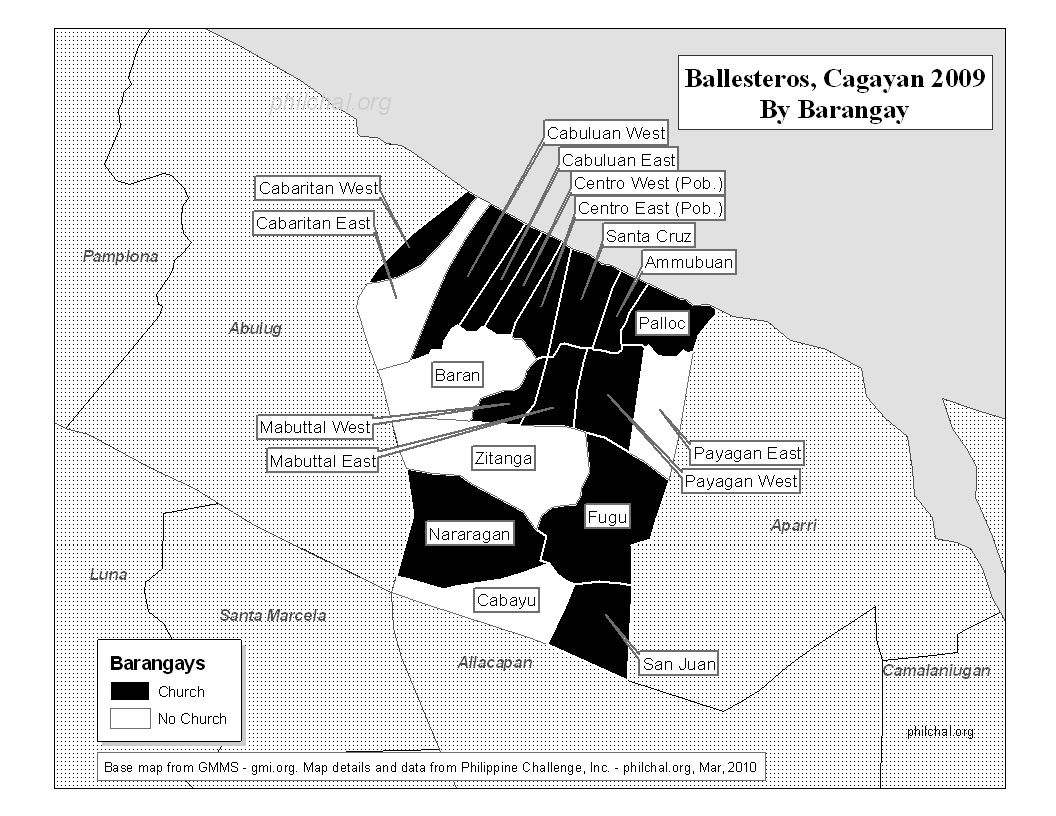 Ballesteros, Cagayan 2009
By Barangay
philchal.org
Cabuluan West
Cabuluan East
Centro West (Pob.)
Centro East (Pob.)
Santa Cruz
Ammubuan
Cabaritan West
Cabaritan East
Pamplona
Abulug
Palloc
Baran
Mabuttal West
Mabuttal East
Zitanga
Payagan East
Payagan West
Fugu
Nararagan
Aparri
Luna
Santa Marcela
Cabayu
San Juan
Allacapan
Camalaniugan
Barangays
Church
No Church
philchal.org
Base map from GMMS - gmi.org. Map details and data from Philippine Challenge, Inc. - philchal.org, Mar, 2010